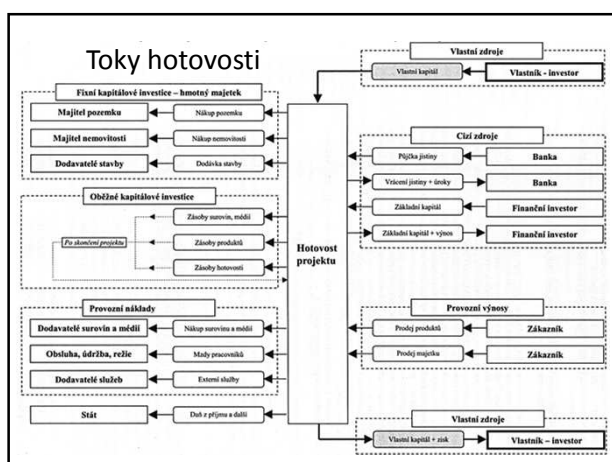 Toky hotovosti
Vlastní zdroje
Vlastní kapitál
Vlastník - investor
Fixní kapitálové investice – hmotný majetek
Majitel pozemku
Nákup pozemku
Majitel nemovitosti
Nákup nemovitosti
Dodavatelé stavby
Dodávka stavby
Oběžné kapitálové investice
Zásoby surovin, médií
Po skončení projektu
Zásoby produktů
Zásoby hotovosti
Provozní náklady
Dodavatelé surovin a médií
Nákup surovinu a médií
Obsluha, údržba, režie
Mzdy pracovníků
Dodavatelé služeb
Externí služby
Stát
Daň z příjmu a další
Hotovost
projektu
Cizí zdroje
Půjčka jistiny
Banka
Vrácení jistiny + úroky
Banka
Základní kapitál
Finanční investor
Základní kapitál + výnos
Finanční investor
Provozní výnosy
Prodej produktů
Zákazník
Prodej majetku
Zákazník
Vlastní zdroje
Vlastní kapitál + zisk
Vlastník – investor